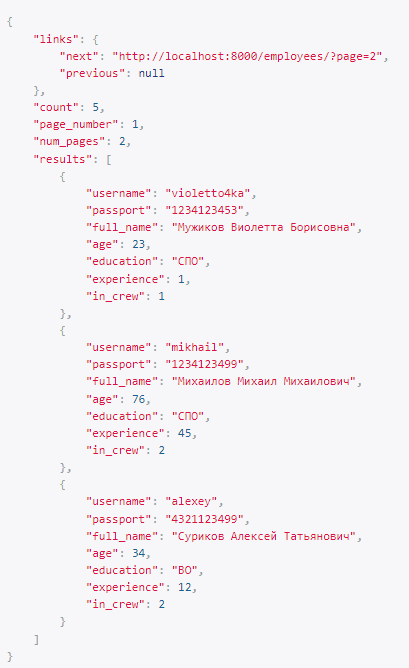 {
"links": {
"next": "http://localhost:8000/employees/?page=2",
"previous": null
},
"count": 5,
"page_number": 1,
"num_pages": 2,
"results": [
{
"username": "violetto4ka",
"passport": "1234123453",
"full_name": "Мужиков Виолетта Борисовна",
"age": 23,
"education": "СПО",
"experience": 1,
"in_crew": 1
},
{
"username": "mikhail",
"passport": "1234123499",
"full_name": "Михаилов Михаил Михаилович",
"age": 76,
"education": "СПО",
"experience": 45,
"in_crew": 2
},
{
"username": "alexey",
"passport": "4321123499",
"full_name": "Суриков Алексей Татьянович",
"age": 34,
"education": "ВО",
"experience": 12,
"in_crew": 2
}
]
}